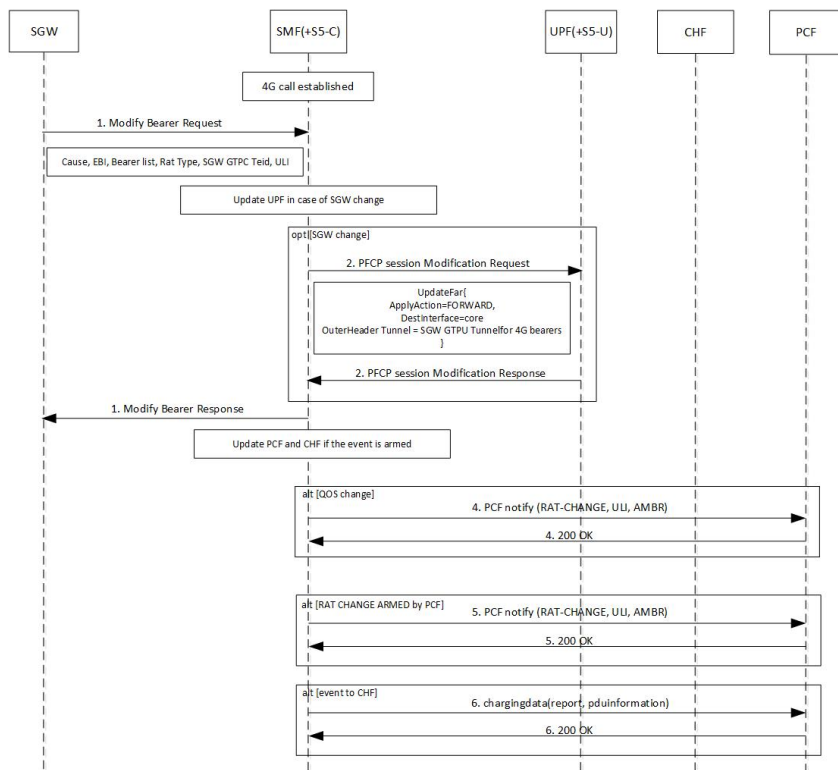 SGW
SMF(+S5-C)
UPF(+S5-U)
CHF
PCF
4G call established
1. Modify Bearer Request
Cause, EBI, Bearer list, Rat Type, SGW GTPC Teid, ULI
Update UPF in case of SGW change
opt[SGW change]
2. PFCP session Modification Request
UpdateFar{
ApplyAction=FORWARD,
DestInterface=core
OuterHeader Tunnel = SGW GTPU Tunnelfor 4G bearers
}
2. PFCP session Modification Response
1. Modify Bearer Response
Update PCF and CHF if the event is armed
alt [QOS change]
4. PCF notify (RAT-CHANGE, ULI, AMBR)
4. 200 OK
alt [RAT CHANGE ARMED by PCF]
5. PCF notify (RAT-CHANGE, ULI, AMBR)
5. 200 OK
alt [event to CHF]
6. chargingdata(report, pduinformation)
6. 200 OK